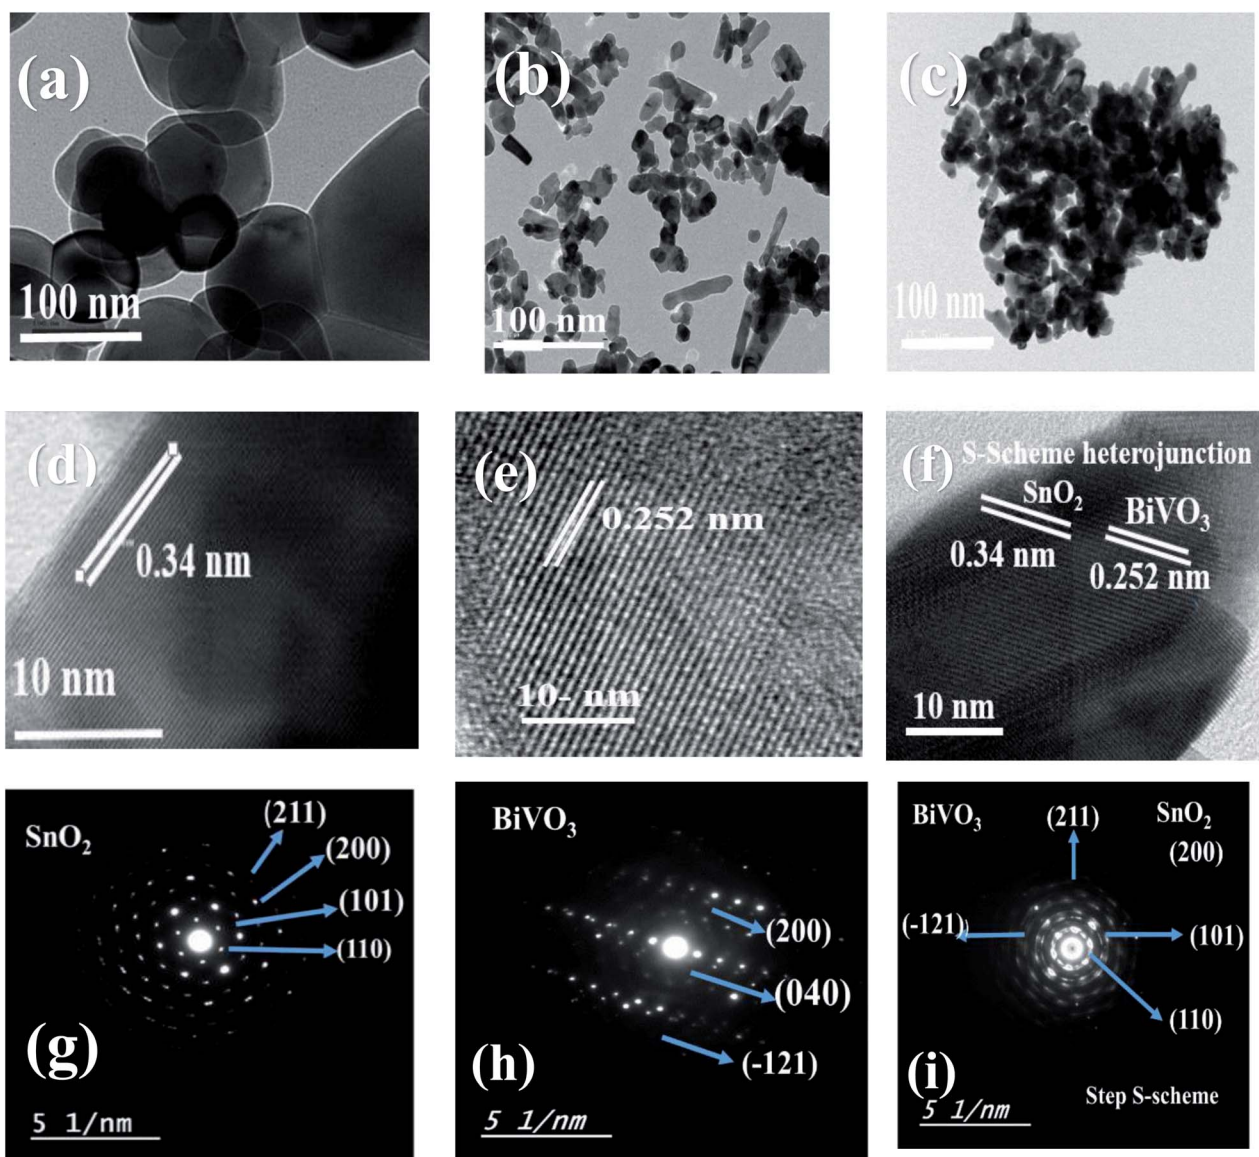 (a)
100 nm
(b)
100 nm
(c)
100 nm
(d)
0.34 nm
10 nm
(e)
0.252 nm
10- nm
(f)
S-Scheme heterojunction
SnO₂
BiVO₃
0.34 nm
0.252 nm
10 nm
SnO₂
(211)
(200)
(101)
(110)
(g)
5 1/nm
BiVO₃
(200)
(040)
(-121)
(h)
5 1/nm
BiVO₃
(211)
SnO₂
(200)
(-121)
(101)
(110)
(i)
Step S-scheme
5 1/nm